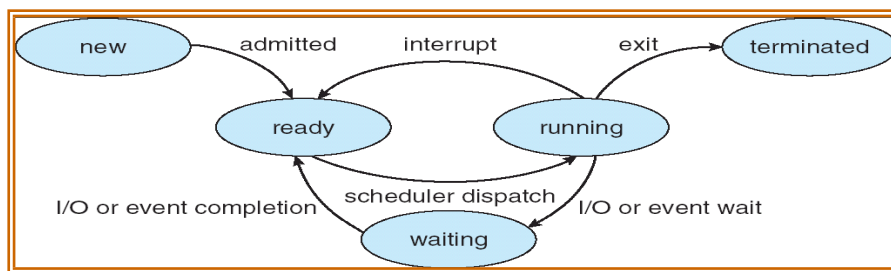 new
admitted
interrupt
exit
terminated
ready
running
scheduler dispatch
I/O or event completion
I/O or event wait
waiting